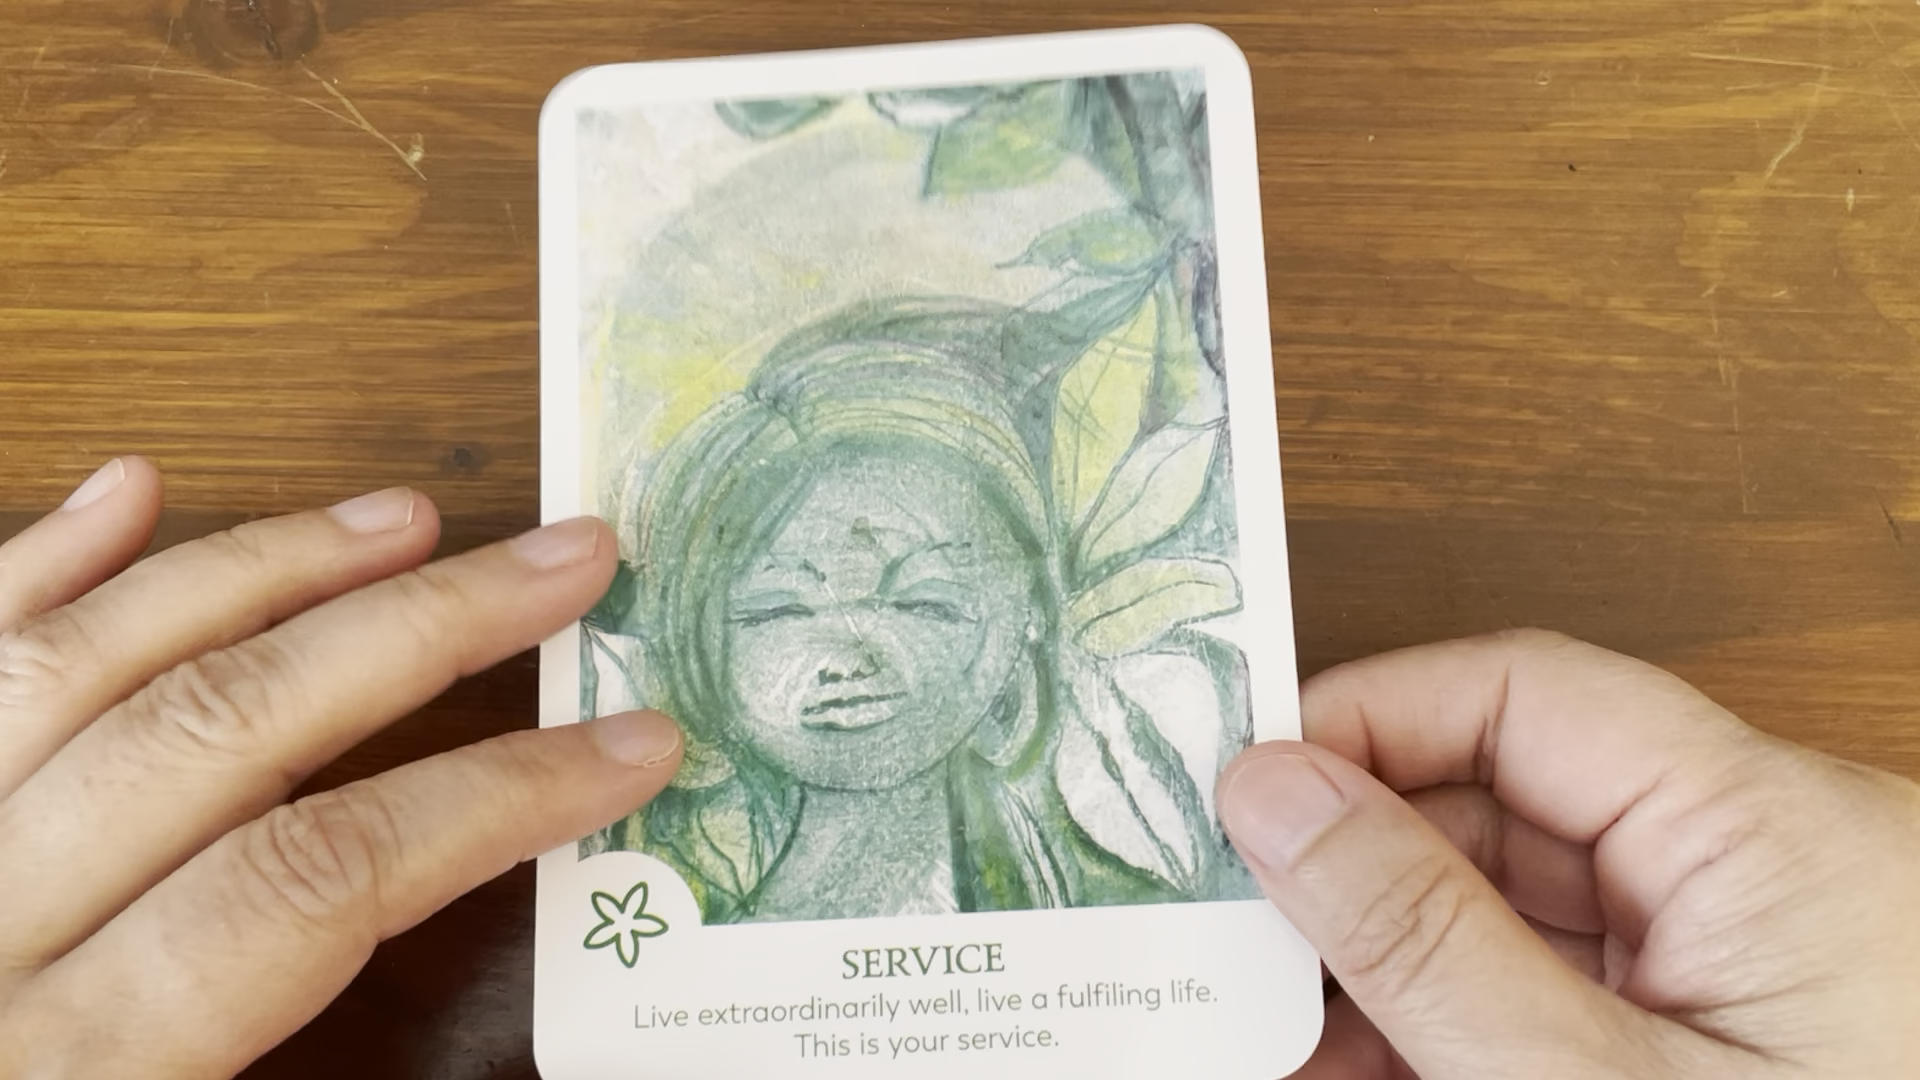 SERVICE
Live extraordinarily well, live a fulfiling life.
This is your service.